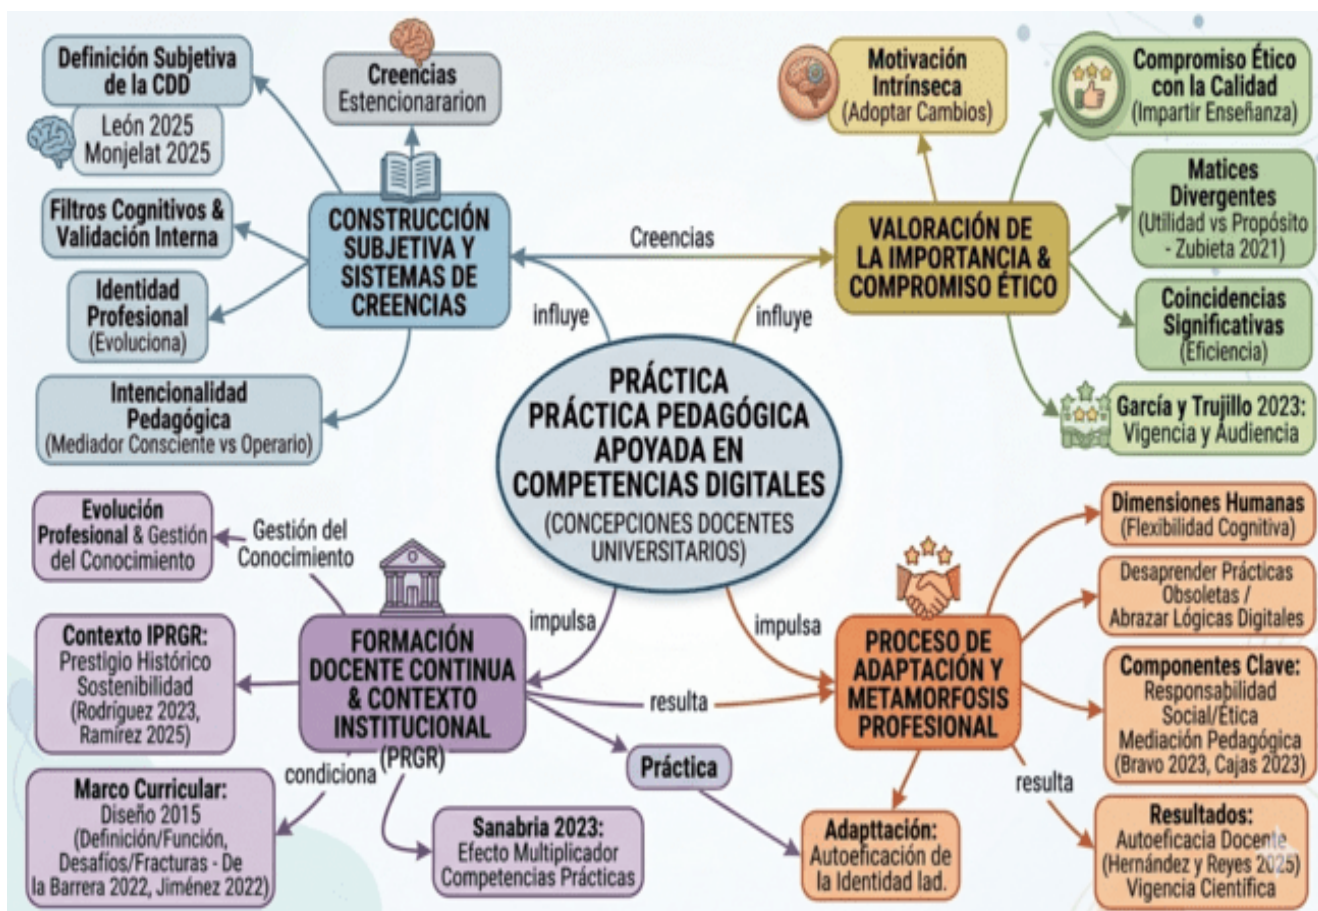 Definición Subjetiva
de la CDD
León 2025
Monjelat 2025
Filtros Cognitivos &
Validación Interna
Identidad
Profesional
(Evoluciona)
Intencionalidad
Pedagógica
(Mediador Consciente vs Operario)
Creencias
Estencionararion
CONSTRUCCIÓN
SUBJETIVA Y
SISTEMAS DE
CREENCIAS
Creencias
influye
influye
Motivación
Intrínseca
(Adoptar Cambios)
VALORACIÓN DE
LA IMPORTANCIA &
COMPROMISO ÉTICO
Compromiso Ético
con la Calidad
(Impartir Enseñanza)
Matices
Divergentes
(Utilidad vs Propósito
- Zubieta 2021)
Coincidencias
Significativas
(Eficiencia)
García y Trujillo 2023:
Vigencia y Audiencia
PRÁCTICA
PRÁCTICA PEDAGÓGICA
APOYADA EN
COMPETENCIAS DIGITALES
(CONCEPCIONES DOCENTES
UNIVERSITARIOS)
impulsa
impulsa
Evolución
Profesional & Gestión
del Conocimiento
Gestión del
Conocimiento
Contexto IPRGR:
Prestigio Histórico
Sostenibilidad
(Rodríguez 2023,
Ramírez 2025)
FORMACIÓN
DOCENTE CONTINUA
& CONTEXTO
INSTITUCIONAL
(PRGR)
condiciona
Marco Curricular:
Diseño 2015
(Definición/Función,
Desafíos/Fracturas - De
la Barrera 2022, Jiménez 2022)
Sanabria 2023:
Efecto Multiplicador
Competencias Prácticas
resulta
Práctica
PROCESO DE
ADAPTACIÓN Y
METAMORFOSIS
PROFESIONAL
Adapttación:
Autoeficación de
la Identidad lad.
Dimensiones Humanas
(Flexibilidad Cognitiva)
Desaprender Prácticas
Obsoletas /
Abrazar Lógicas Digitales
Componentes Clave:
Responsabilidad
Social/Ética
Mediación Pedagógica
(Bravo 2023, Cajas 2023)
resulta
Resultados:
Autoeficacia Docente
(Hernández y Reyes 2025)
Vigencia Científica